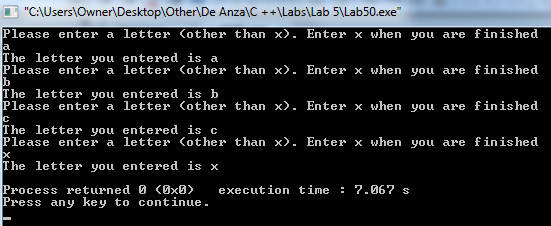 "C:\Users\Owner\Desktop\Other\De Anza\C ++\Labs\Lab 5\Lab50.exe"
Please enter a letter (other than x). Enter x when you are finished
a
The letter you entered is a
Please enter a letter (other than x). Enter x when you are finished
b
The letter you entered is b
Please enter a letter (other than x). Enter x when you are finished
c
The letter you entered is c
Please enter a letter (other than x). Enter x when you are finished
x
The letter you entered is x
Process returned 0 (0x0)   execution time : 7.067 s
Press any key to continue.